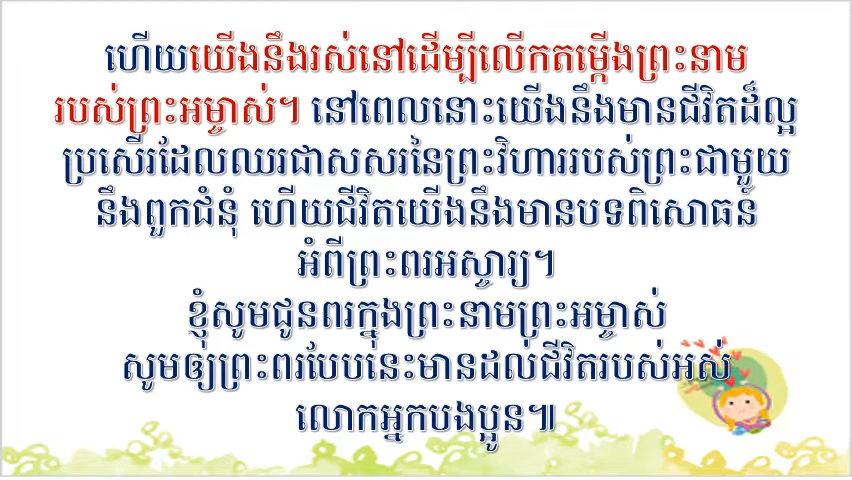 ហើយយើងនឹងរស់នៅដើម្បីលើកតម្កើងព្រះនាម
របស់ព្រះអម្ចាស់។ នៅពេលនោះយើងនឹងមានជីវិតដ៏ល្អ
ប្រសើរដែលឈរជាសសរនៃព្រះវិហាររបស់ព្រះជាមួយ
នឹងពួកជំនុំ ហើយជីវិតយើងនឹងមានបទពិសោធន៍
អំពីព្រះពរអស្ចារ្យ។
ខ្ញុំសូមជូនពរក្នុងព្រះនាមព្រះអម្ចាស់
សូមឲ្យព្រះពរបែបនេះមានដល់ជីវិតរបស់អស់
លោកអ្នកបងប្អូន៕